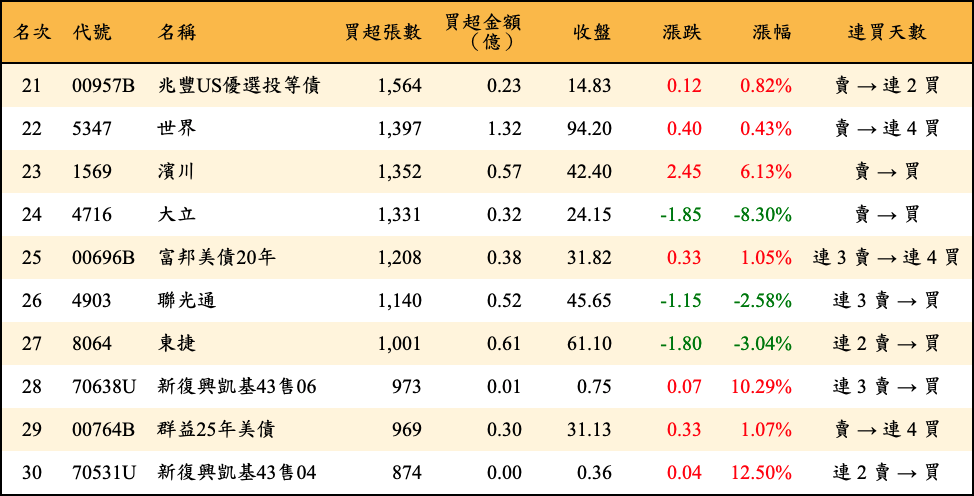 名次 代號 名稱 買超張數 買超金額（億） 收盤 漲跌 漲幅 連買天數
21 00957B 兆豐US優選投等債 1,564 0.23 14.83 0.12 0.82% 賣 → 連 2 買
22 5347 世界 1,397 1.32 94.20 0.40 0.43% 賣 → 連 4 買
23 1569 濱川 1,352 0.57 42.40 2.45 6.13% 賣 → 買
24 4716 大立 1,331 0.32 24.15 -1.85 -8.30% 賣 → 買
25 00696B 富邦美債20年 1,208 0.38 31.82 0.33 1.05% 連 3 賣 → 連 4 買
26 4903 聯光通 1,140 0.52 45.65 -1.15 -2.58% 連 3 賣 → 買
27 8064 東捷 1,001 0.61 61.10 -1.80 -3.04% 連 2 賣 → 買
28 70638U 新復興凱基43售06 973 0.01 0.75 0.07 10.29% 連 3 賣 → 買
29 00764B 群益25年美債 969 0.30 31.13 0.33 1.07% 賣 → 連 4 買
30 70531U 新復興凱基43售04 874 0.00 0.36 0.04 12.50% 連 2 賣 → 買